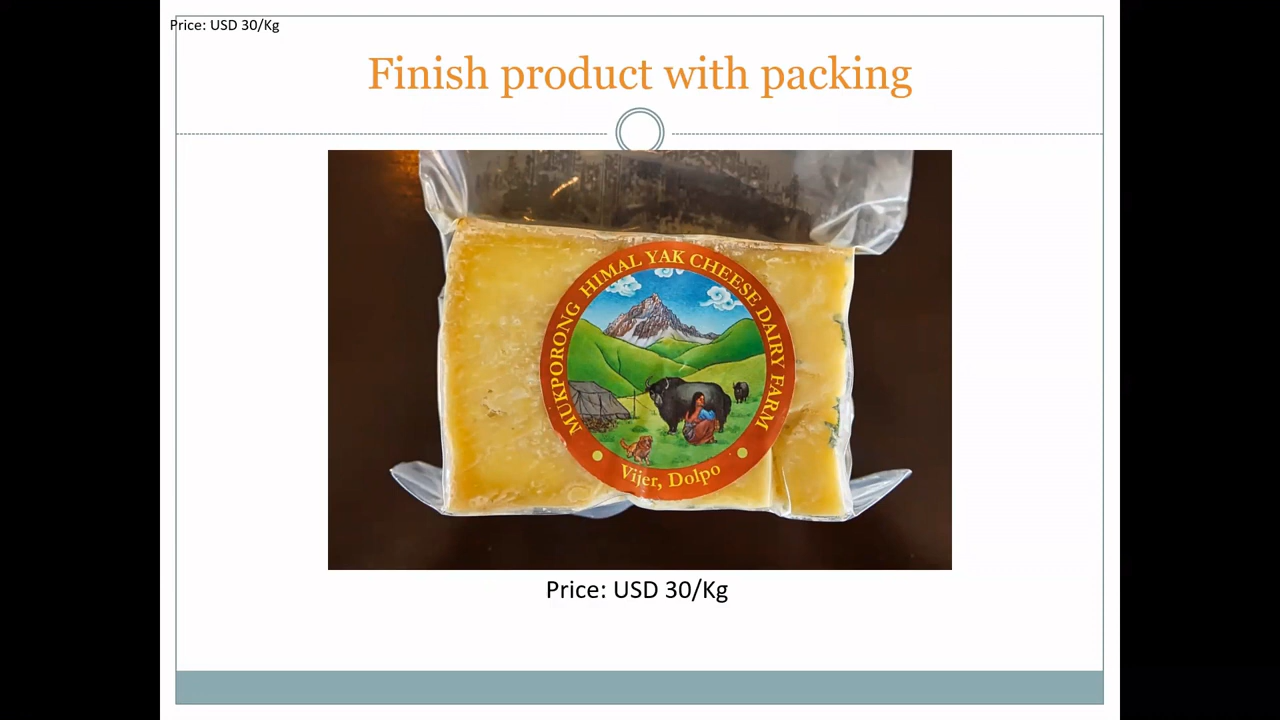 Price: USD 30/Kg
Finish product with packing
MUKPORONG HIMAL YAK CHEESE DAIRY FARM
Vijer, Dolpo
Price: USD 30/Kg